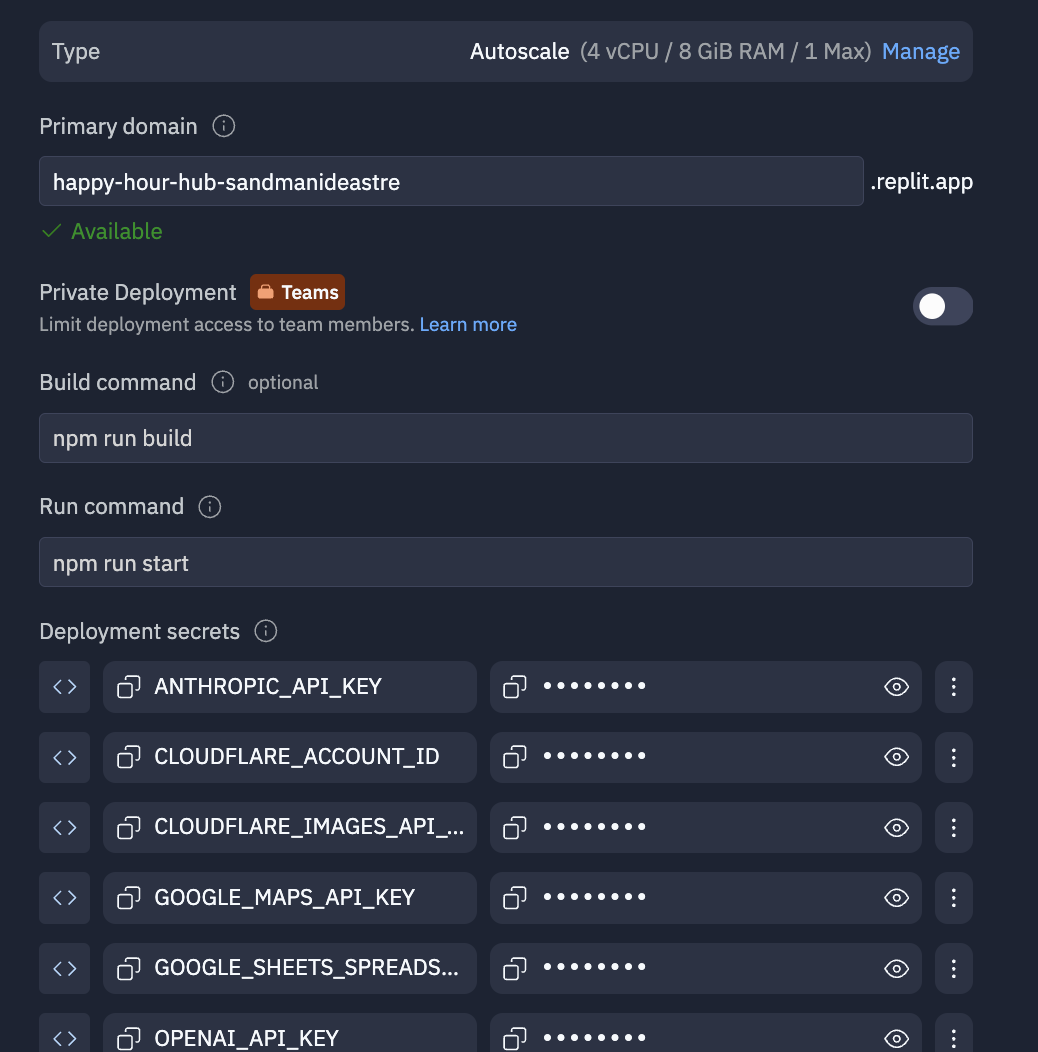 Type Autoscale (4 vCPU / 8 GiB RAM / 1 Max) Manage
Primary domain
happy-hour-hub-sandmanideastre .replit.app
Available
Private Deployment Teams
Limit deployment access to team members. Learn more
Build command optional
npm run build
Run command
npm run start
Deployment secrets
ANTHROPIC_API_KEY ••••••••
CLOUDFLARE_ACCOUNT_ID ••••••••
CLOUDFLARE_IMAGES_API_... ••••••••
GOOGLE_MAPS_API_KEY ••••••••
GOOGLE_SHEETS_SPREADS... ••••••••
OPENAI_API_KEY ••••••••